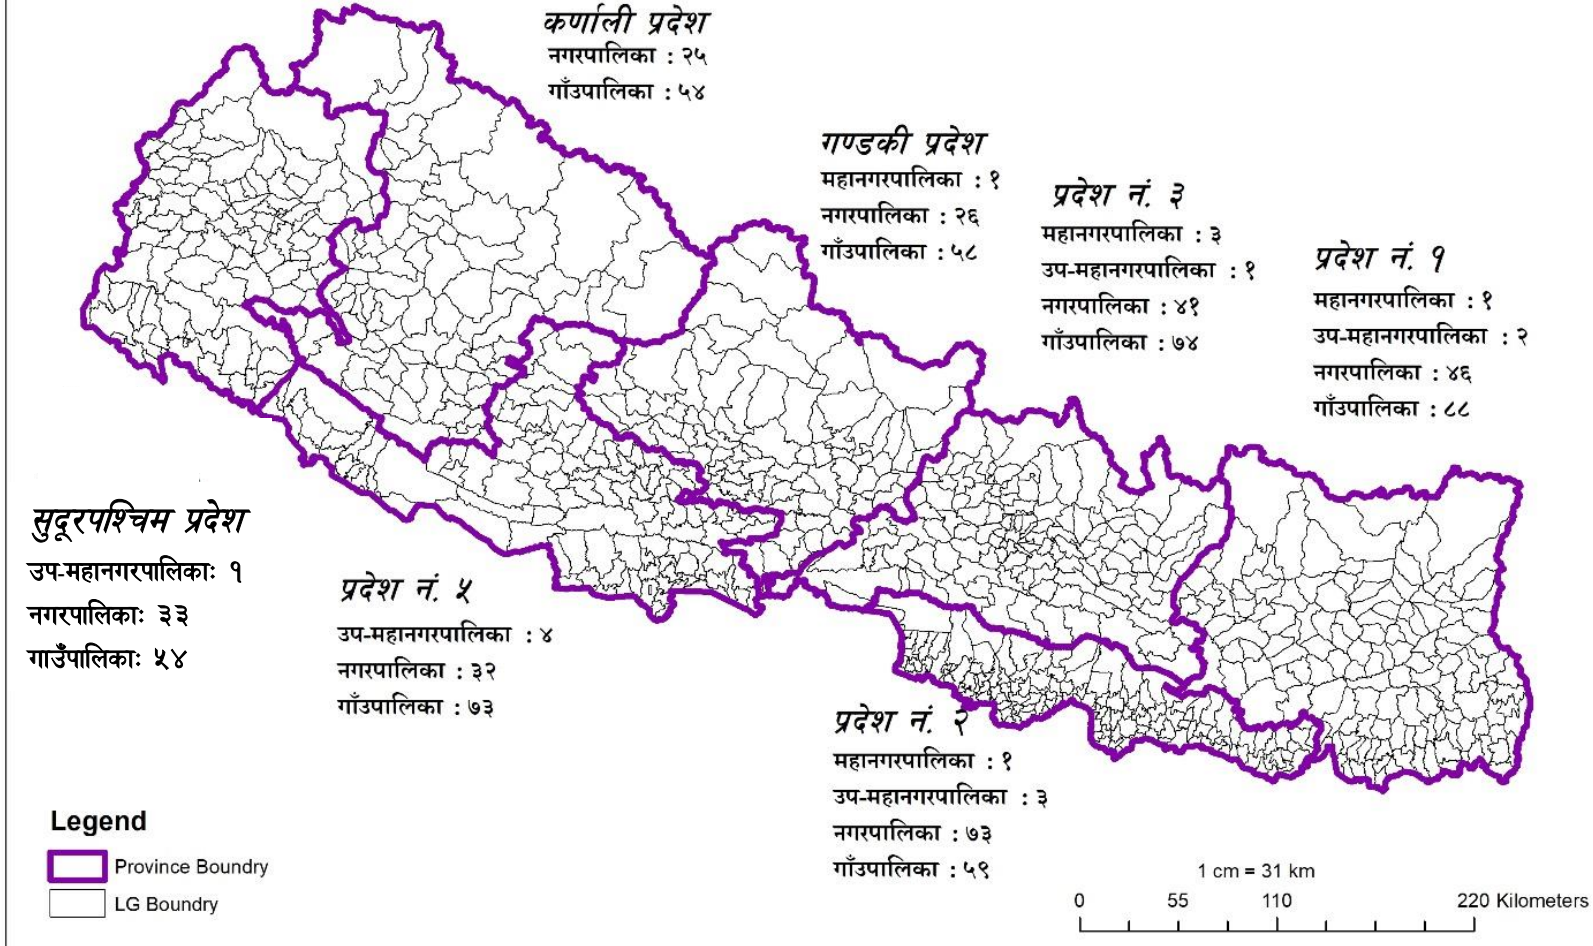 कर्णाली प्रदेश
नगरपालिका : २५
गाँउपालिका : ५४
गण्डकी प्रदेश
महानगरपालिका : १
नगरपालिका : २६
गाँउपालिका : ५८
प्रदेश नं. ३
महानगरपालिका : ३
उप-महानगरपालिका : १
नगरपालिका : ४१
गाँउपालिका : ७४
प्रदेश नं. १
महानगरपालिका : १
उप-महानगरपालिका : २
नगरपालिका : ४६
गाँउपालिका : ८८
सुदूरपश्चिम प्रदेश
उप-महानगरपालिकाः १
नगरपालिकाः ३३
गाउँपालिकाः ५४
प्रदेश नं. ५
उप-महानगरपालिका : ४
नगरपालिका : ३२
गाँउपालिका : ७३
प्रदेश नं. २
महानगरपालिका : १
उप-महानगरपालिका : ३
नगरपालिका : ७३
गाँउपालिका : ५९
Legend
Province Boundry
LG Boundry
1 cm = 31 km
0 55 110 220 Kilometers